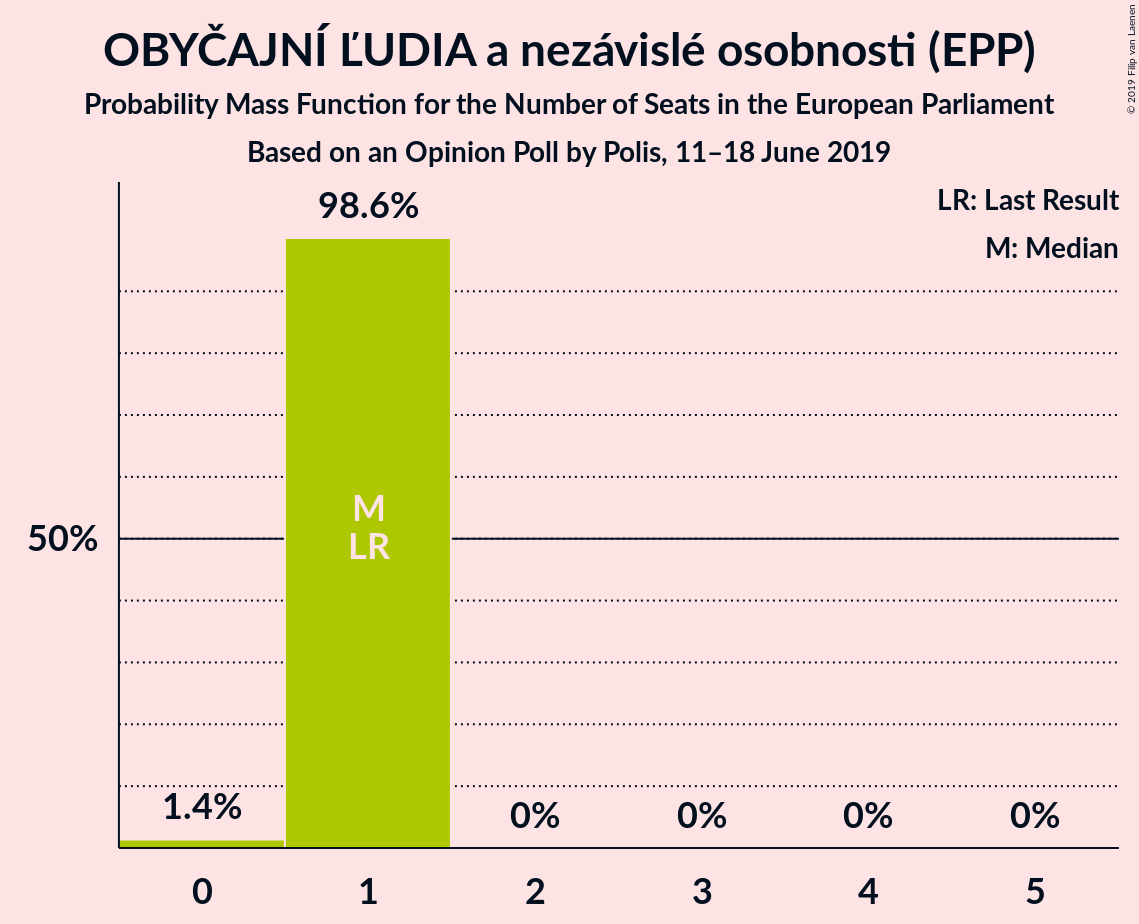 OBYČAJNÍ ĽUDIA a nezávislé osobnosti (EPP)
Probability Mass Function for the Number of Seats in the European Parliament
Based on an Opinion Poll by Polis, 11–18 June 2019
© 2019 Filip van Laenen
LR: Last Result
M: Median
98.6%
M
LR
50%
1.4%
0%
0%
0%
0%
0
1
2
3
4
5